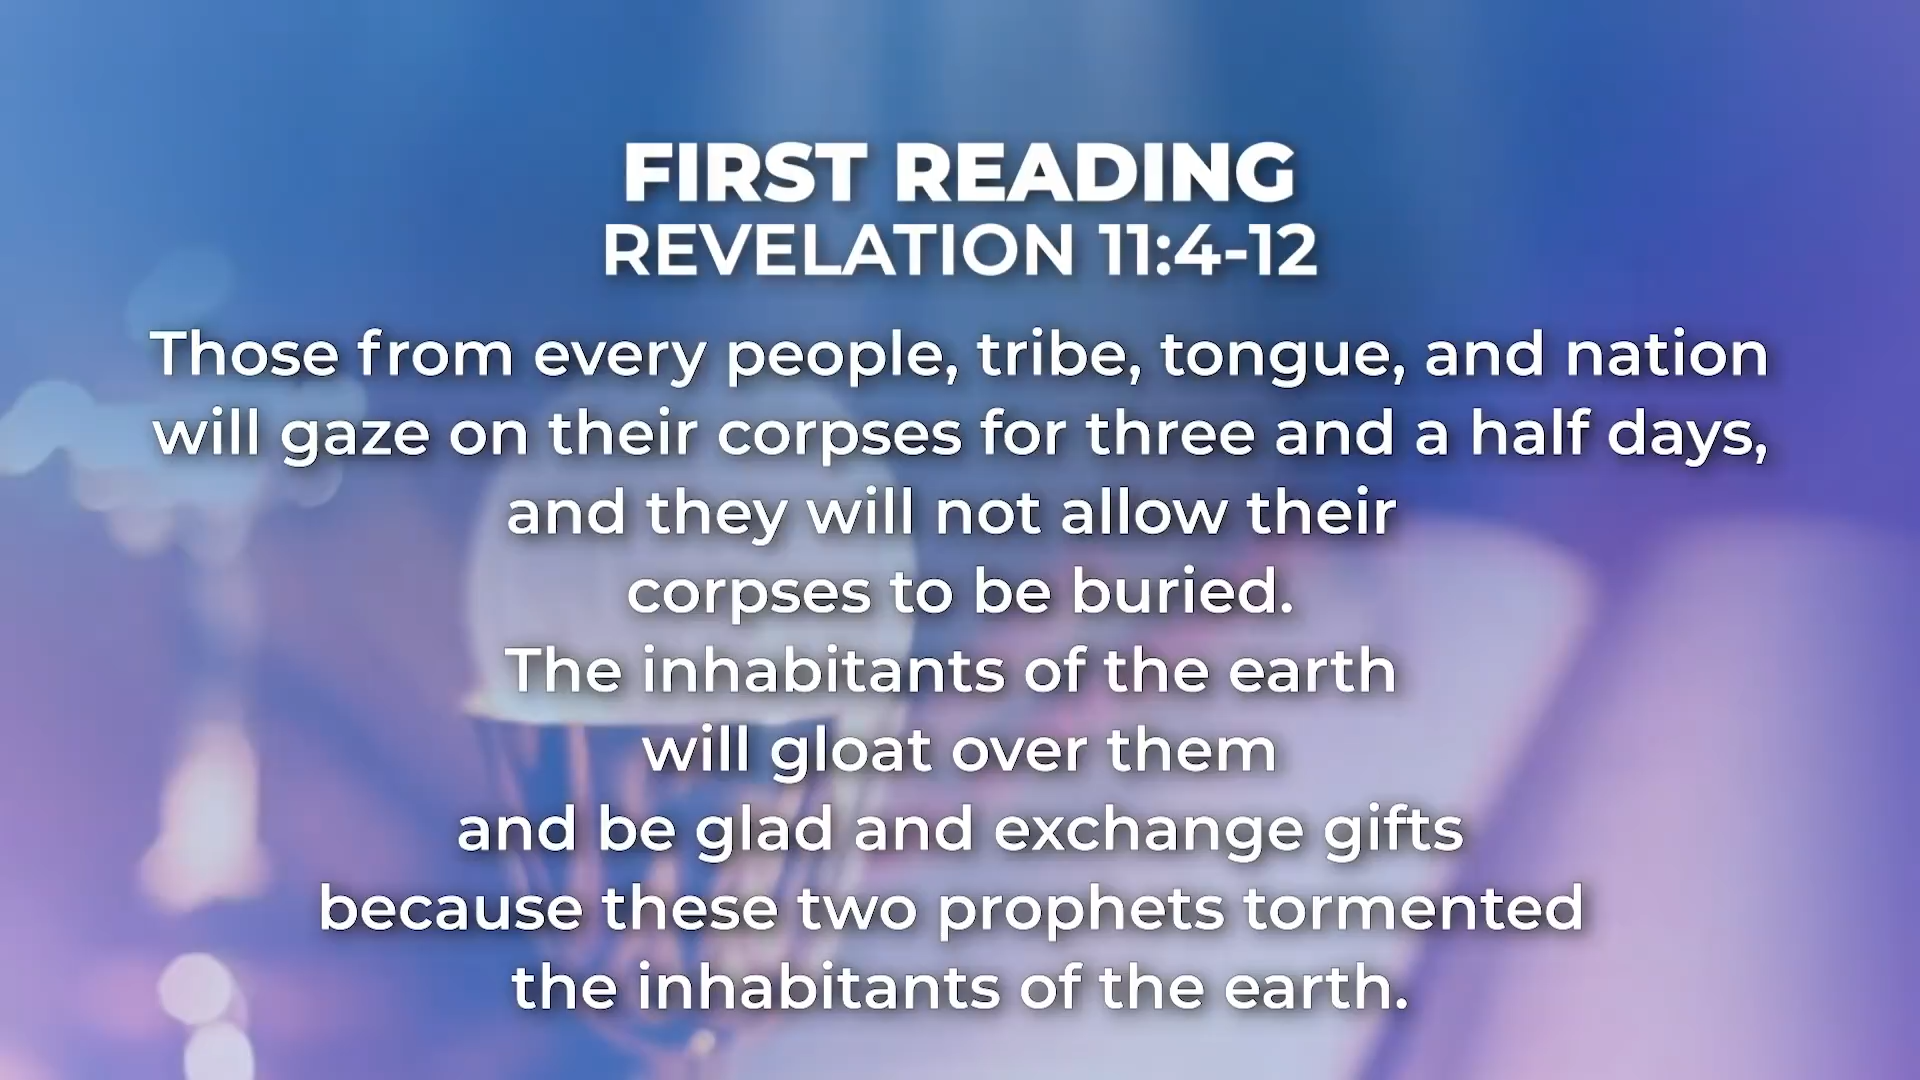 FIRST READING
REVELATION 11:4-12
Those from every people, tribe, tongue, and nation
will gaze on their corpses for three and a half days,
and they will not allow their
corpses to be buried.
The inhabitants of the earth
will gloat over them
and be glad and exchange gifts
because these two prophets tormented
the inhabitants of the earth.